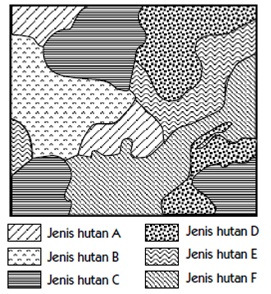 Jenis hutan A
Jenis hutan D
Jenis hutan B
Jenis hutan E
Jenis hutan C
Jenis hutan F